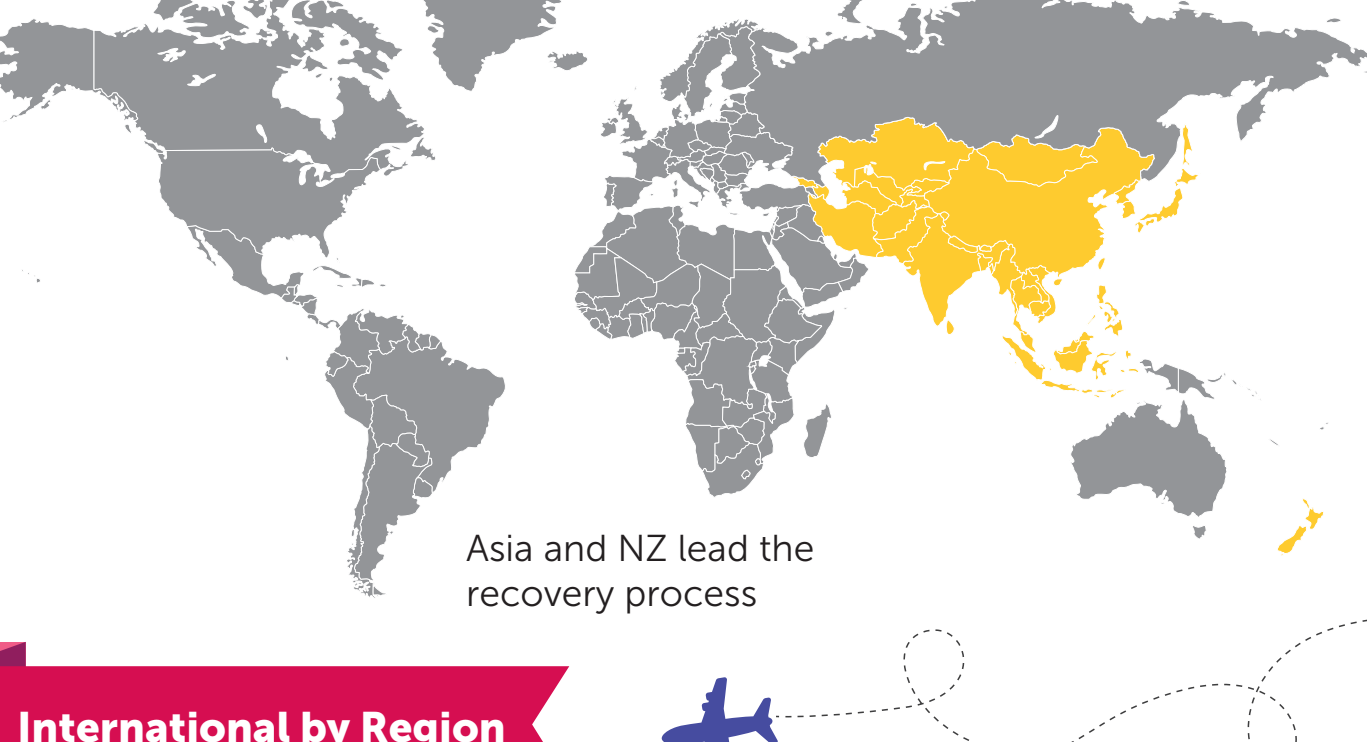 Asia and NZ lead the
recovery process
International by Region